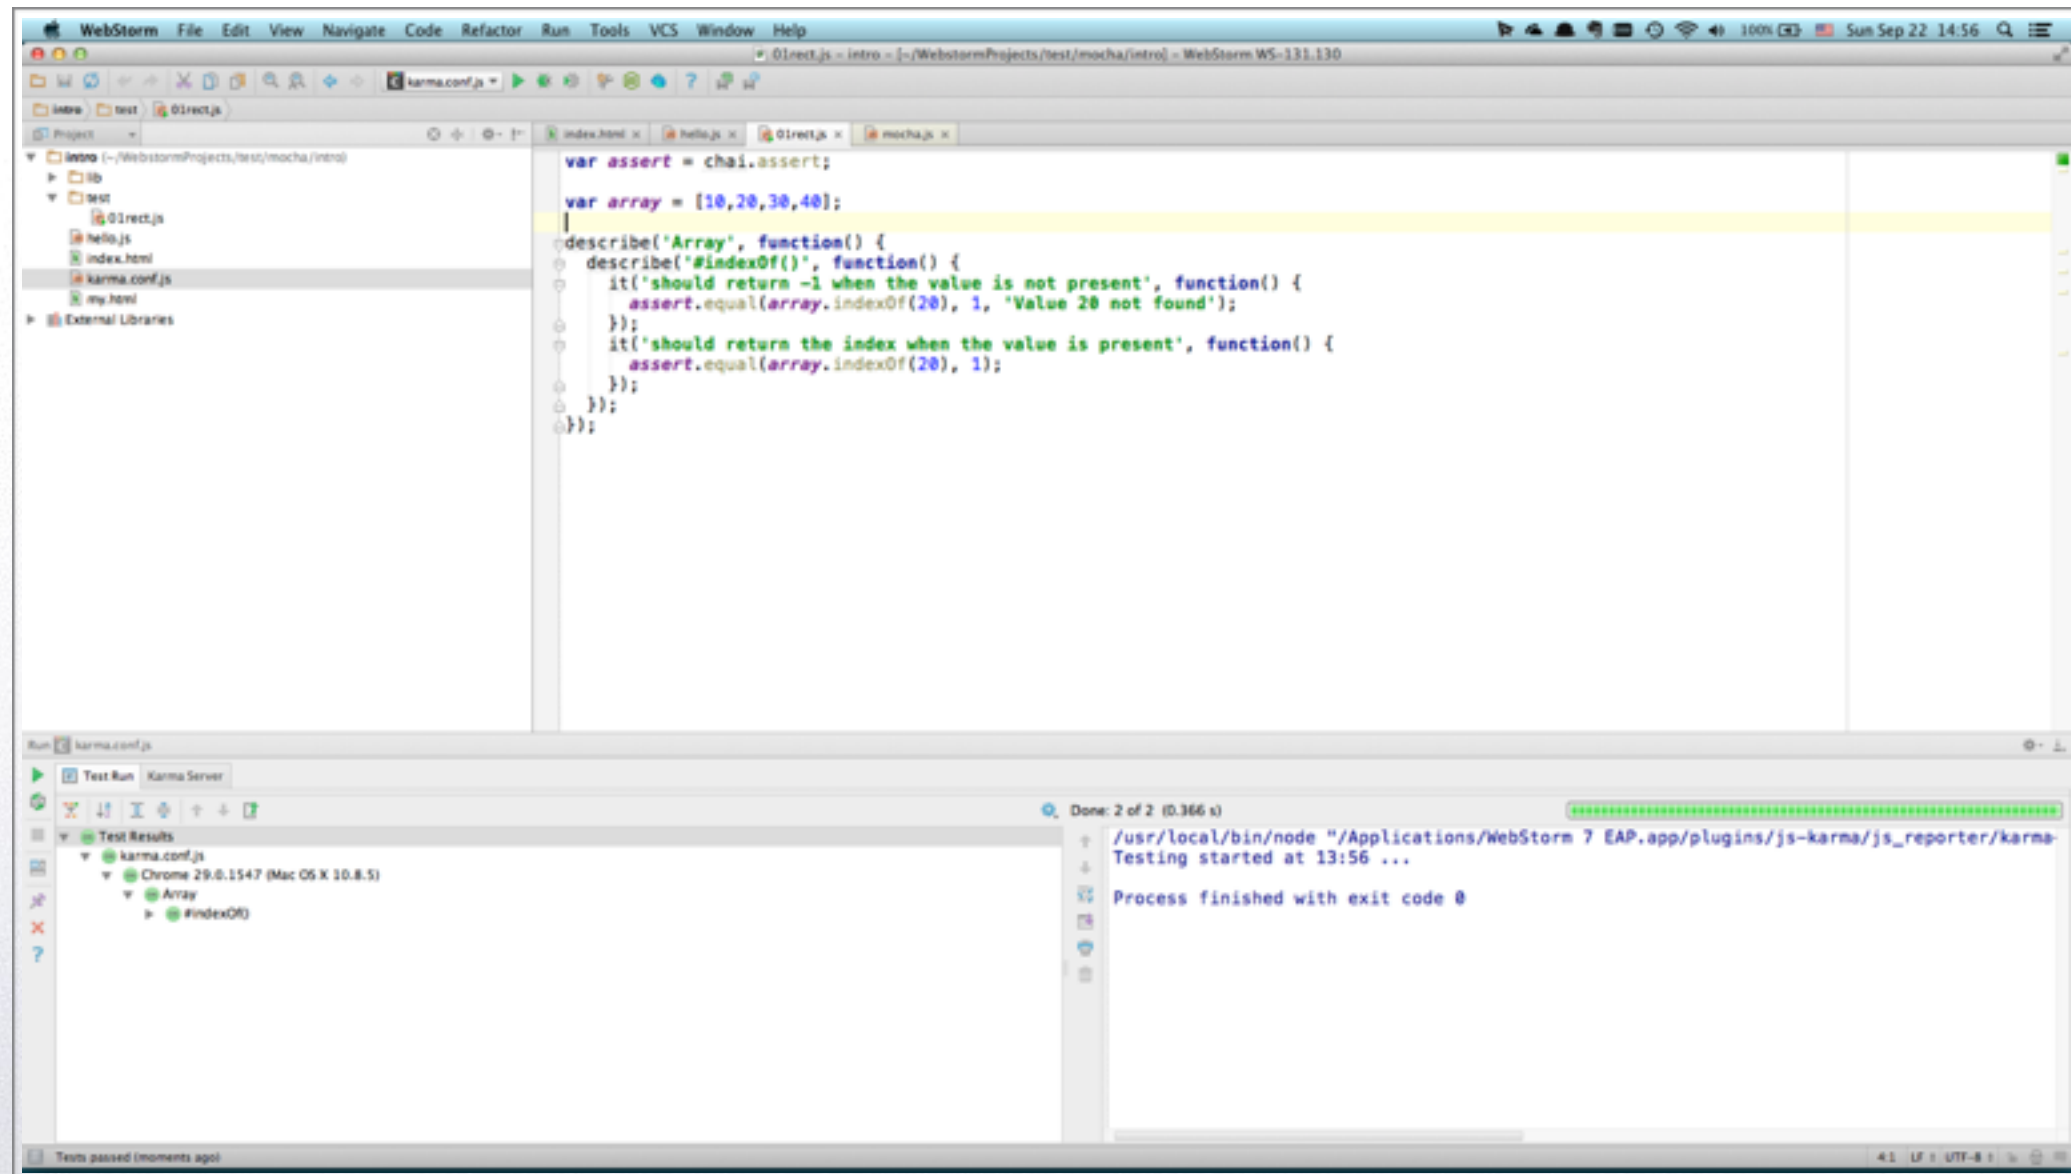 WebStorm File Edit View Navigate Code Refactor Run Tools VCS Window Help 100% Sun Sep 22 14:56
01rect.js - intro - [~/WebstormProjects/test/mocha/intro] - WebStorm WS-131.130
karma.conf.js
intro test 01rect.js
Project
index.html hello.js 01rect.js mocha.js
intro (~/WebstormProjects/test/mocha/intro)
lib
test
01rect.js
hello.js
index.html
karma.conf.js
my.html
External Libraries
var assert = chai.assert;
var array = [10,20,30,40];
describe('Array', function() {
describe('#indexOf()', function() {
it('should return -1 when the value is not present', function() {
assert.equal(array.indexOf(20), 1, 'Value 20 not found');
});
it('should return the index when the value is present', function() {
assert.equal(array.indexOf(20), 1);
});
});
});
Run karma.conf.js
Test Run Karma Server
Done: 2 of 2 (0.366 s)
Test Results
karma.conf.js
Chrome 29.0.1547 (Mac OS X 10.8.5)
Array
#indexOf()
/usr/local/bin/node "/Applications/WebStorm 7 EAP.app/plugins/js-karma/js_reporter/karma-
Testing started at 13:56 ...
Process finished with exit code 0
Tests passed (moments ago)
4:1 LF UTF-8